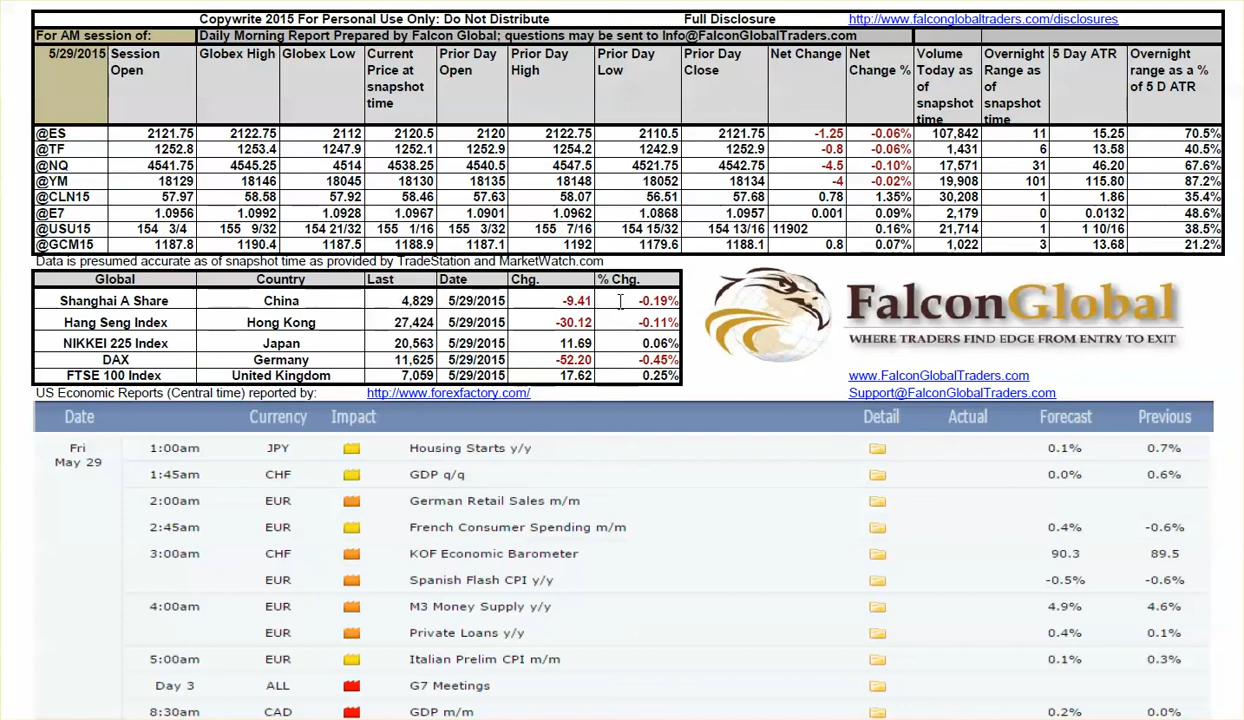 Copywrite 2015 For Personal Use Only: Do Not Distribute Full Disclosure http://www.falconglobaltraders.com/disclosures
For AM session of: Daily Morning Report Prepared by Falcon Global; questions may be sent to Info@FalconGlobalTraders.com
5/29/2015 Session Open Globex High Globex Low Current Price at snapshot time Prior Day Open Prior Day High Prior Day Low Prior Day Close Net Change Net Change % Volume Today as of snapshot time Overnight Range as of snapshot time 5 Day ATR Overnight range as a % of 5 D ATR
@ES 2121.75 2122.75 2112 2120.5 2120 2122.75 2110.5 2121.75 -1.25 -0.06% 107,842 11 15.25 70.5%
@TF 1252.8 1253.4 1247.9 1252.1 1252.9 1254.2 1242.9 1252.9 -0.8 -0.06% 1,431 6 13.58 40.5%
@NQ 4541.75 4545.25 4514 4538.25 4540.5 4547.5 4521.75 4542.75 -4.5 -0.10% 17,571 31 46.20 67.6%
@YM 18129 18146 18045 18130 18135 18148 18052 18134 -4 -0.02% 19,908 101 115.80 87.2%
@CLN15 57.97 58.58 57.92 58.46 57.63 58.07 56.51 57.68 0.78 1.35% 30,208 1 1.86 35.4%
@E7 1.0956 1.0992 1.0928 1.0967 1.0901 1.0962 1.0868 1.0957 0.001 0.09% 2,179 0 0.0132 48.6%
@USU15 154 3/4 155 9/32 154 21/32 155 1/16 155 3/32 155 7/16 154 15/32 154 13/16 11902 0.16% 21,714 1 1 10/16 38.5%
@GCM15 1187.8 1190.4 1187.5 1188.9 1187.1 1192 1179.6 1188.1 0.8 0.07% 1,022 3 13.68 21.2%
Data is presumed accurate as of snapshot time as provided by TradeStation and MarketWatch.com
Global Country Last Date Chg. % Chg.
Shanghai A Share China 4,829 5/29/2015 -9.41 -0.19%
Hang Seng Index Hong Kong 27,424 5/29/2015 -30.12 -0.11%
NIKKEI 225 Index Japan 20,563 5/29/2015 11.69 0.06%
DAX Germany 11,625 5/29/2015 -52.20 -0.45%
FTSE 100 Index United Kingdom 7,059 5/29/2015 17.62 0.25%
FalconGlobal
WHERE TRADERS FIND EDGE FROM ENTRY TO EXIT
www.FalconGlobalTraders.com
US Economic Reports (Central time) reported by: http://www.forexfactory.com/ Support@FalconGlobalTraders.com
Date Currency Impact Detail Actual Forecast Previous
Fri May 29 1:00am JPY Housing Starts y/y 0.1% 0.7%
1:45am CHF GDP q/q 0.0% 0.6%
2:00am EUR German Retail Sales m/m
2:45am EUR French Consumer Spending m/m 0.4% -0.6%
3:00am CHF KOF Economic Barometer 90.3 89.5
EUR Spanish Flash CPI y/y -0.5% -0.6%
4:00am EUR M3 Money Supply y/y 4.9% 4.6%
EUR Private Loans y/y 0.4% 0.1%
5:00am EUR Italian Prelim CPI m/m 0.1% 0.3%
Day 3 ALL G7 Meetings
8:30am CAD GDP m/m 0.2% 0.0%